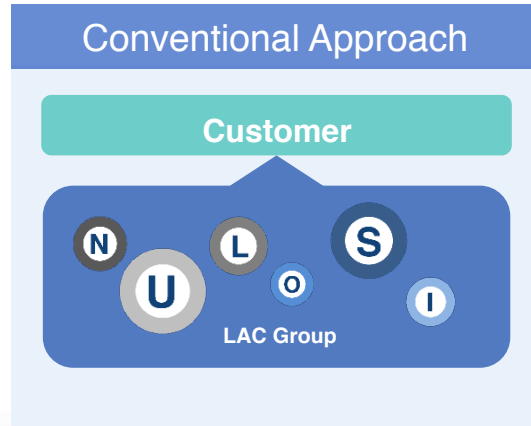 Conventional Approach
Customer
N
U
L
O
S
I
LAC Group